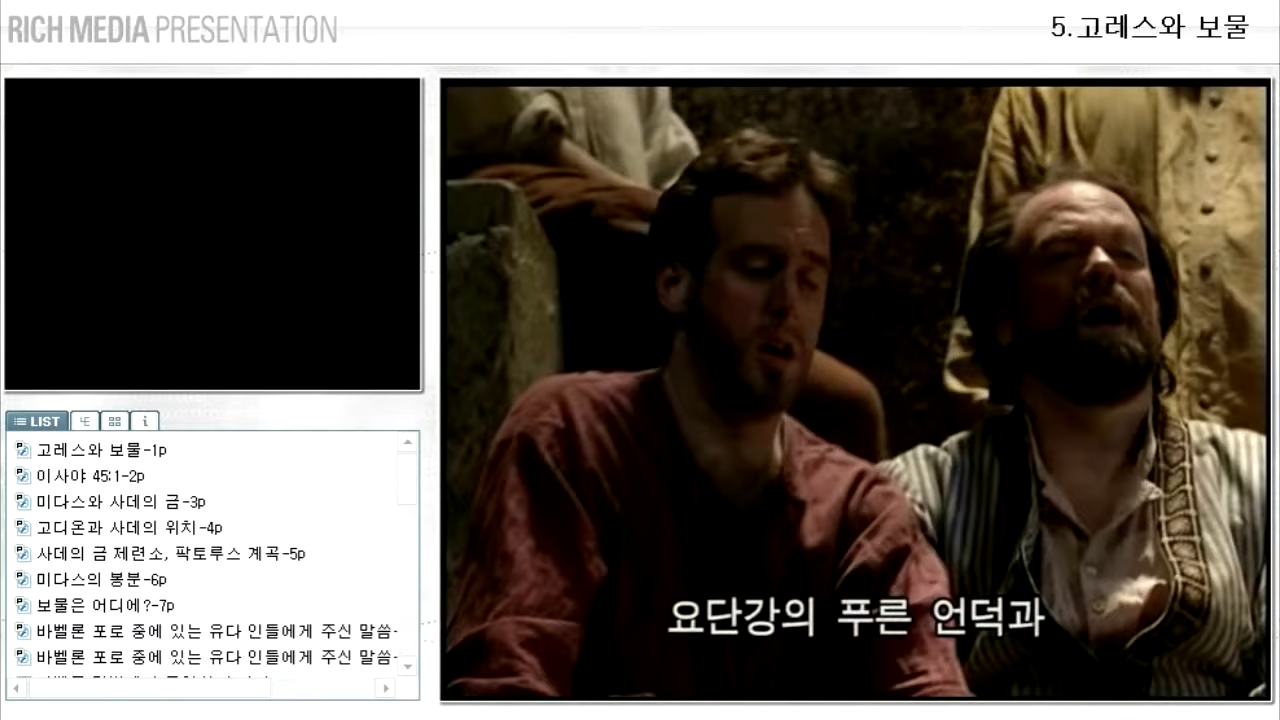 RICH MEDIA PRESENTATION
5.고레스와 보물
LIST
고레스와 보물-1p
이사야 45:1-2p
미다스와 사데의 금-3p
고디온과 사데의 위치-4p
사데의 금 제련소, 팍토루스 계곡-5p
미다스의 봉분-6p
보물은 어디에?-7p
바벨론 포로 중에 있는 유다 인들에게 주신 말씀-
바벨론 포로 중에 있는 유다 인들에게 주신 말씀-
요단강의 푸른 언덕과